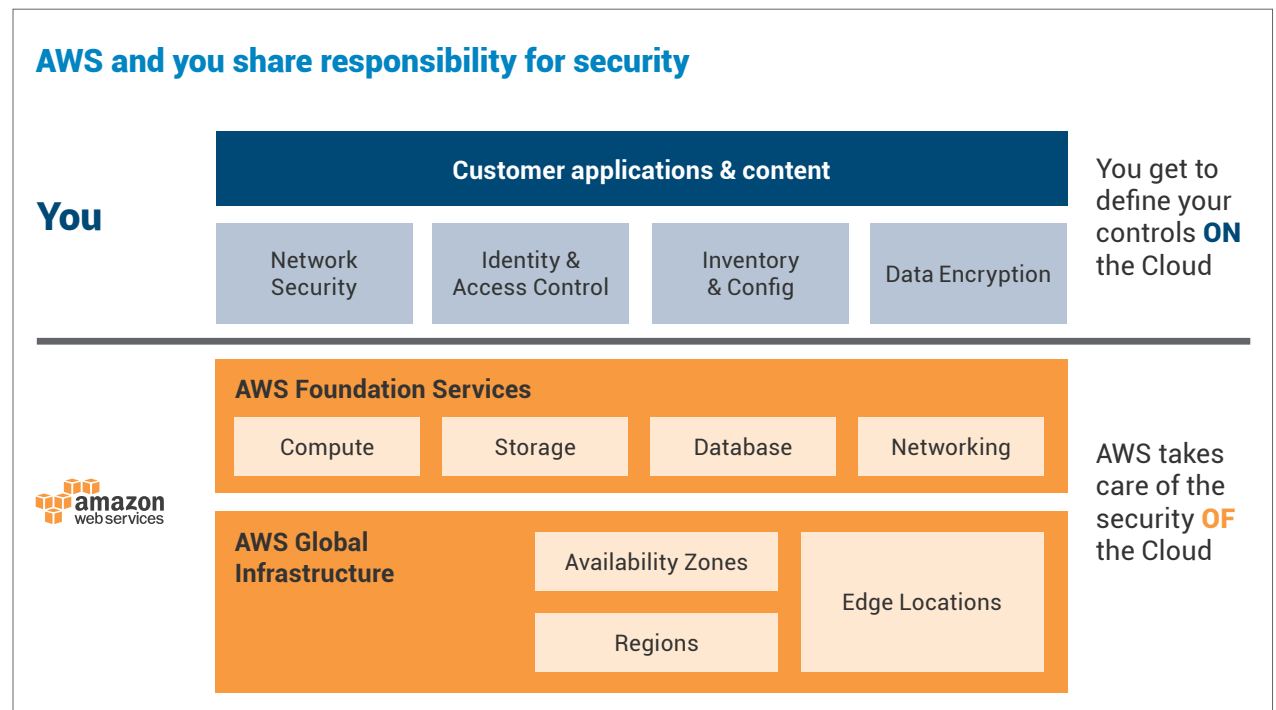 AWS and you share responsibility for security
You
Customer applications & content
Network
Security
Identity &
Access Control
Inventory
& Config
Data Encryption
You get to
define your
controls ON
the Cloud
amazon
webservices
AWS Foundation Services
Compute
Storage
Database
Networking
AWS Global
Infrastructure
Availability Zones
Regions
Edge Locations
AWS takes
care of the
security OF
the Cloud